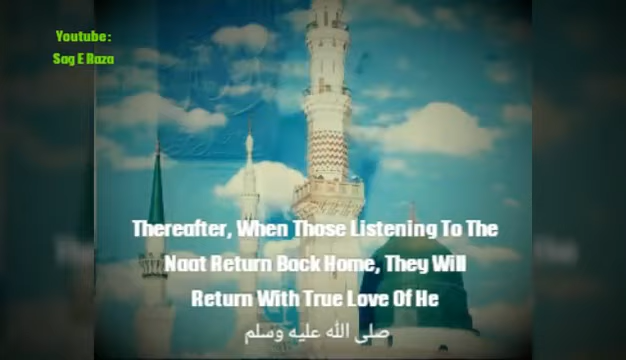 Youtube:
Sag E Raza
Thereafter, When Those Listening To The
Naat Return Back Home, They Will
Return With True Love Of He
صلى الله عليه وسلم